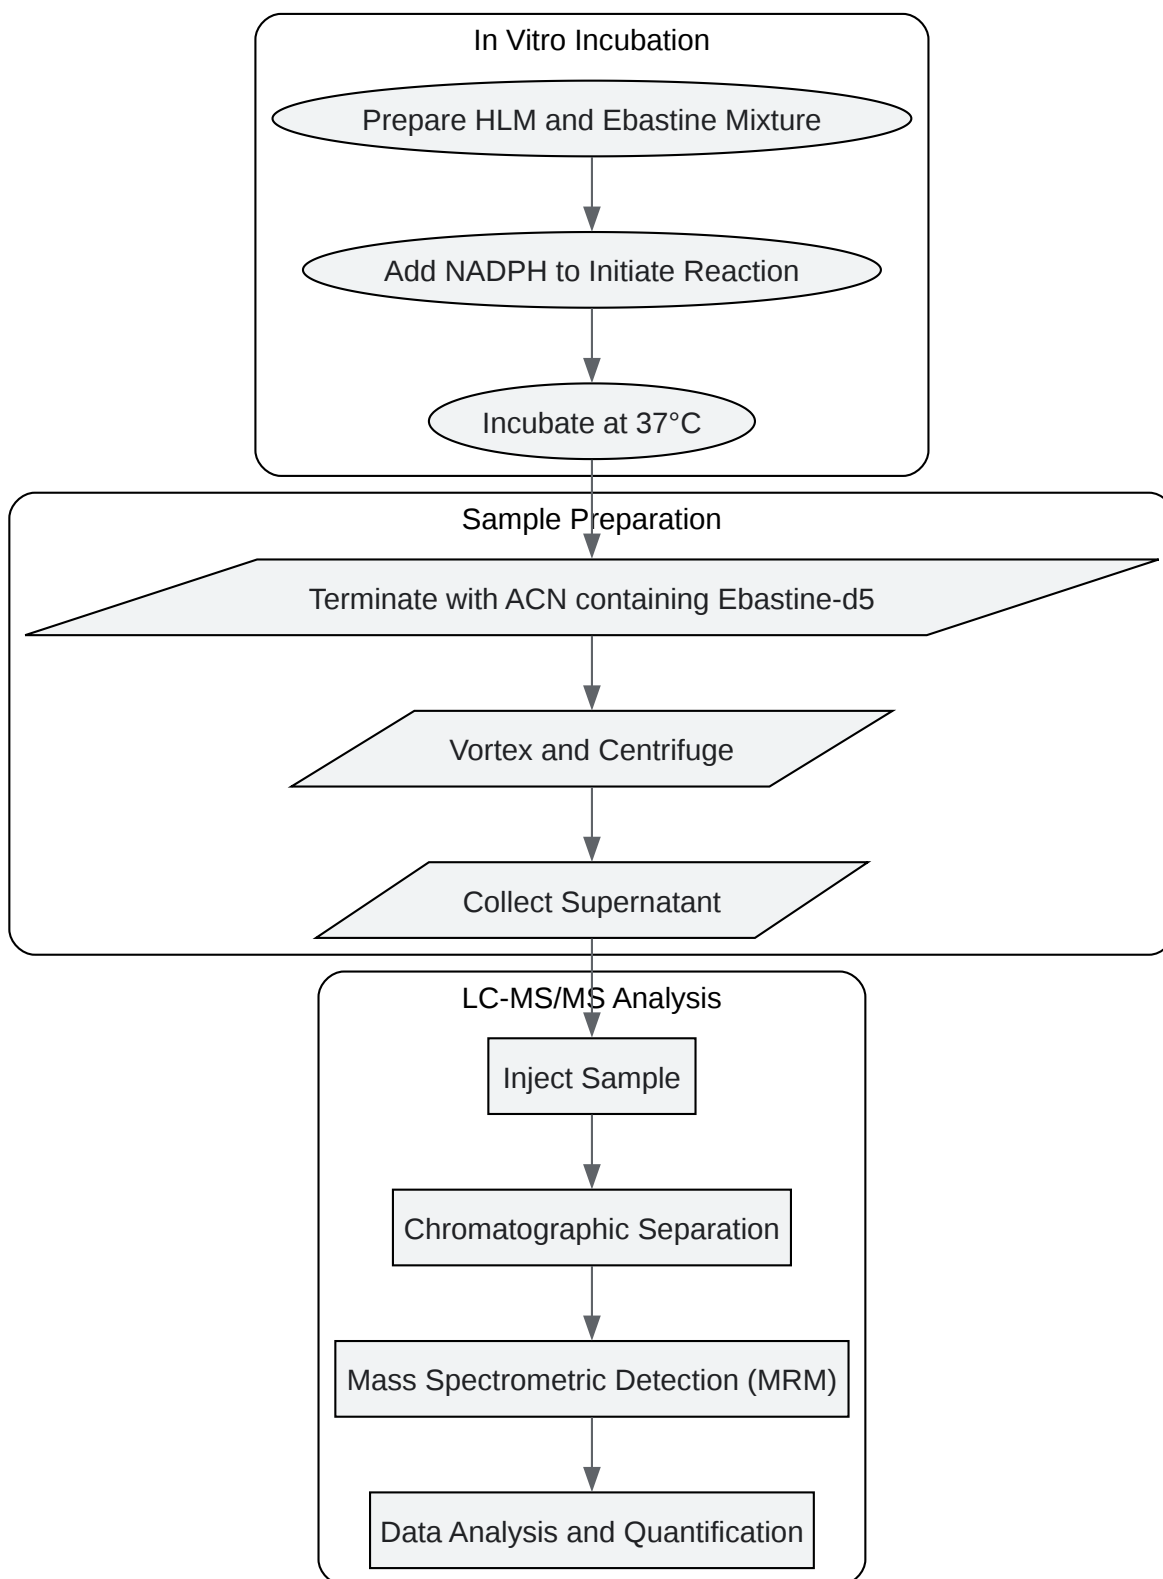 In Vitro Incubation
Prepare HLM and Ebastine Mixture
Add NADPH to Initiate Reaction
Incubate at 37°C
Sample Preparation
Terminate with ACN containing Ebastine-d5
Vortex and Centrifuge
Collect Supernatant
LC-MS/MS Analysis
Inject Sample
Chromatographic Separation
Mass Spectrometric Detection (MRM)
Data Analysis and Quantification